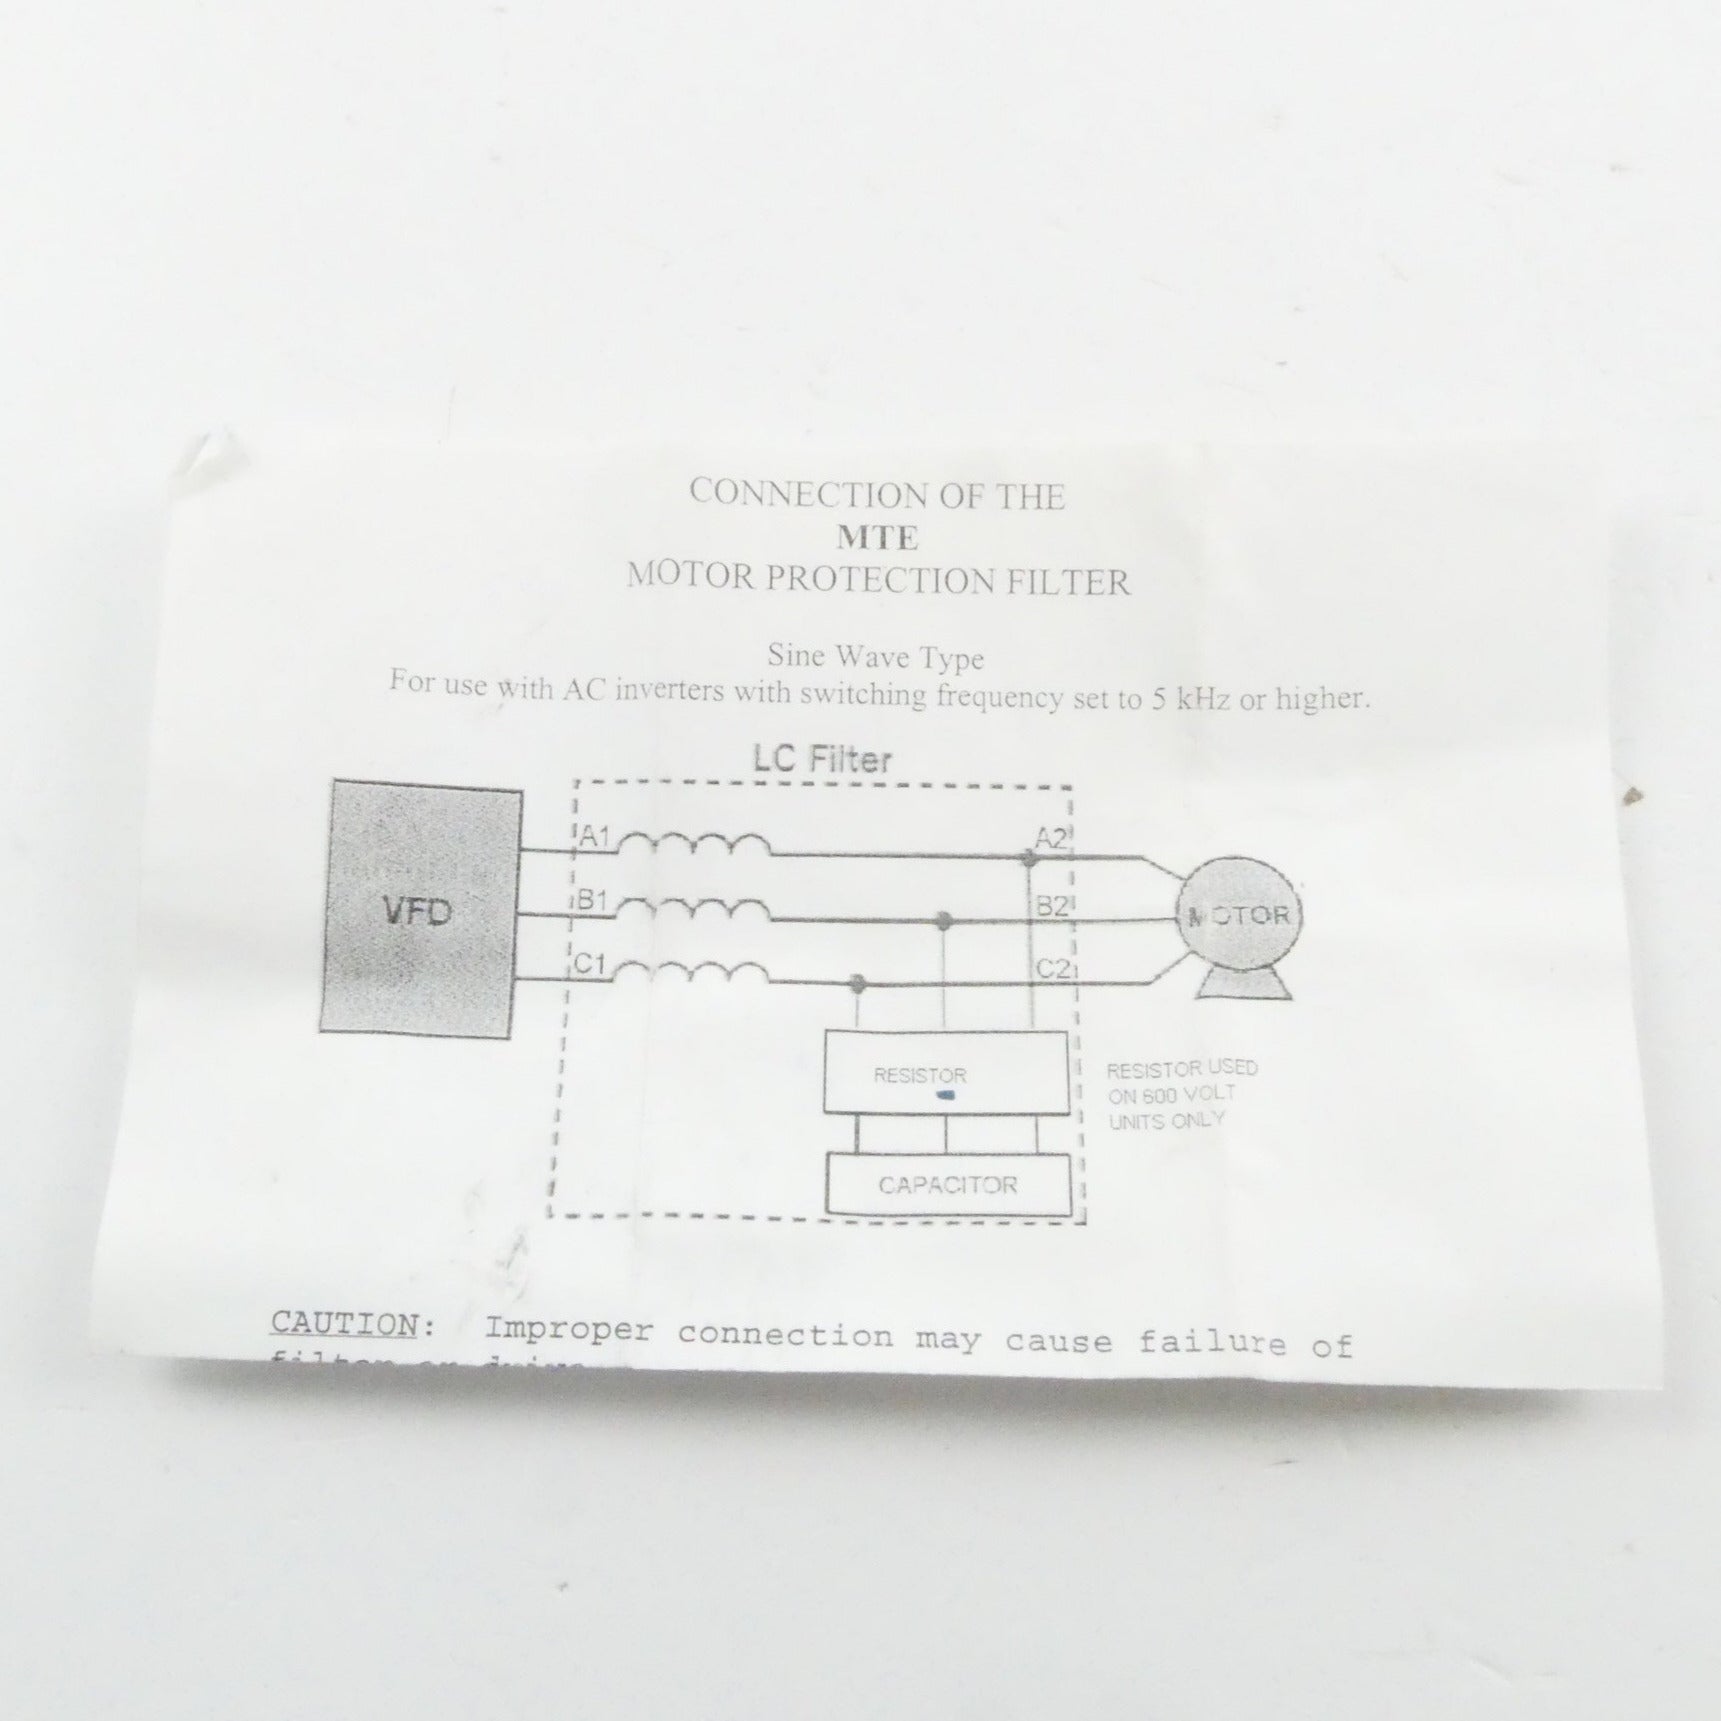 CONNECTION OF THE
MTE
MOTOR PROTECTION FILTER
Sine Wave Type
For use with AC inverters with switching frequency set to 5 kHz or higher.
LC Filter
A1
A2
B1
B2
C1
C2
VFD
MOTOR
RESISTOR
RESISTOR USED
ON 600 VOLT
UNITS ONLY
CAPACITOR
CAUTION: Improper connection may cause failure of